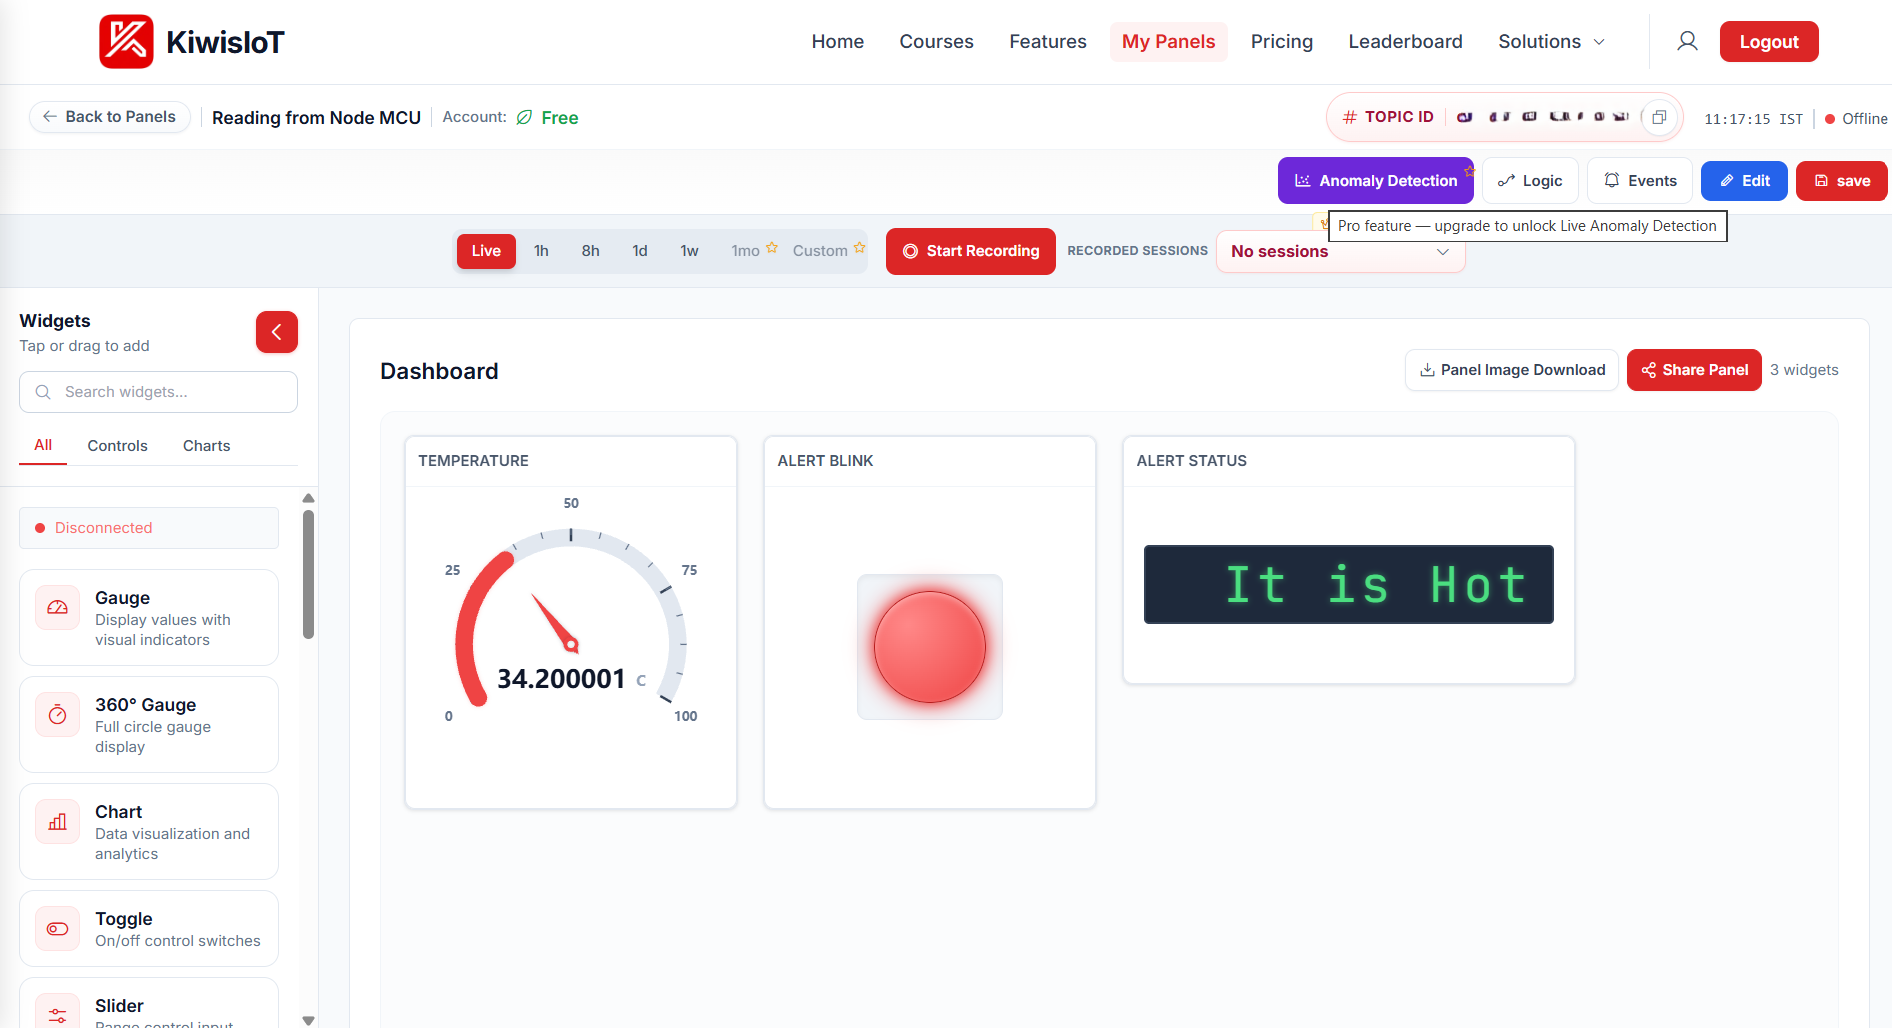 KiwisIoT
Home Courses Features My Panels Pricing Leaderboard Solutions Logout
Back to Panels Reading from Node MCU Account: Free # TOPIC ID 11:17:15 IST Offline
Anomaly Detection Logic Events Edit save
Pro feature — upgrade to unlock Live Anomaly Detection
Live 1h 8h 1d 1w 1mo Custom Start Recording RECORDED SESSIONS No sessions
Widgets
Tap or drag to add
Search widgets...
All Controls Charts
Disconnected
Gauge
Display values with
visual indicators
360° Gauge
Full circle gauge
display
Chart
Data visualization and
analytics
Toggle
On/off control switches
Slider
Range control input
Dashboard
Panel Image Download Share Panel 3 widgets
TEMPERATURE
50
25 75
34.200001 C
0 100
ALERT BLINK
ALERT STATUS
It is Hot